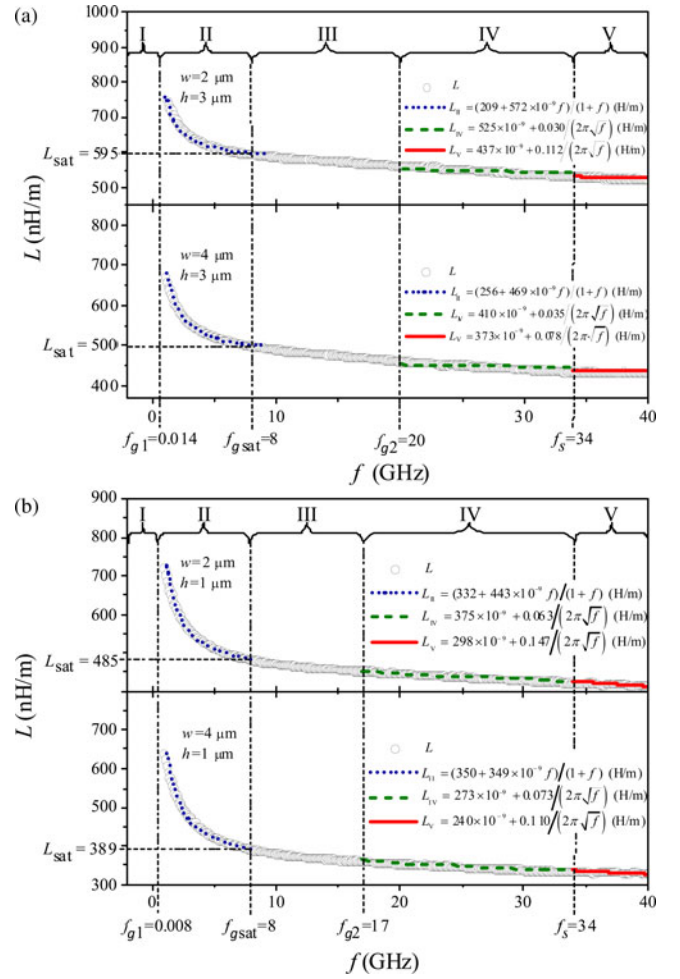 (a)
I II III IV V
1000
900
800
700
L_sat = 595
500
w=2 μm
h=3 μm
L
L_II = (209 + 572×10⁻⁹ f)/(1+ f) (H/m)
L_IV = 525×10⁻⁹ + 0.030/(2π√f) (H/m)
L_V = 437×10⁻⁹ + 0.112/(2π√f) (H/m)
L (nH/m)
800
700
600
L_sat = 500
400
w=4 μm
h=3 μm
L
L_II = (256 + 469×10⁻⁹ f)/(1+ f) (H/m)
L_V = 410×10⁻⁹ + 0.035/(2π√f) (H/m)
L_V = 373×10⁻⁹ + 0.078/(2π·√f) (H/m)
0 10 20 30 40
f_g1=0.014 f_gsat=8 f_g2=20 f_s=34
f (GHz)
(b)
I II III IV V
900
800
700
600
L_sat = 485
w=2 μm
h=1 μm
L
L_II = (332 + 443×10⁻⁹ f)/(1+ f) (H/m)
L_IV = 375×10⁻⁹ + 0.063/(2π√f) (H/m)
L_V = 298×10⁻⁹ + 0.147/(2π√f) (H/m)
L (nH/m)
700
600
500
L_sat = 389
300
w=4 μm
h=1 μm
L
L_II = (350 + 349×10⁻⁹ f)/(1+ f) (H/m)
L_IV = 273×10⁻⁹ + 0.073/(2π√f) (H/m)
L_V = 240×10⁻⁹ + 0.110/(2π√f) (H/m)
0 10 20 30 40
f_g1=0.008 f_gsat=8 f_g2=17 f_s=34
f (GHz)